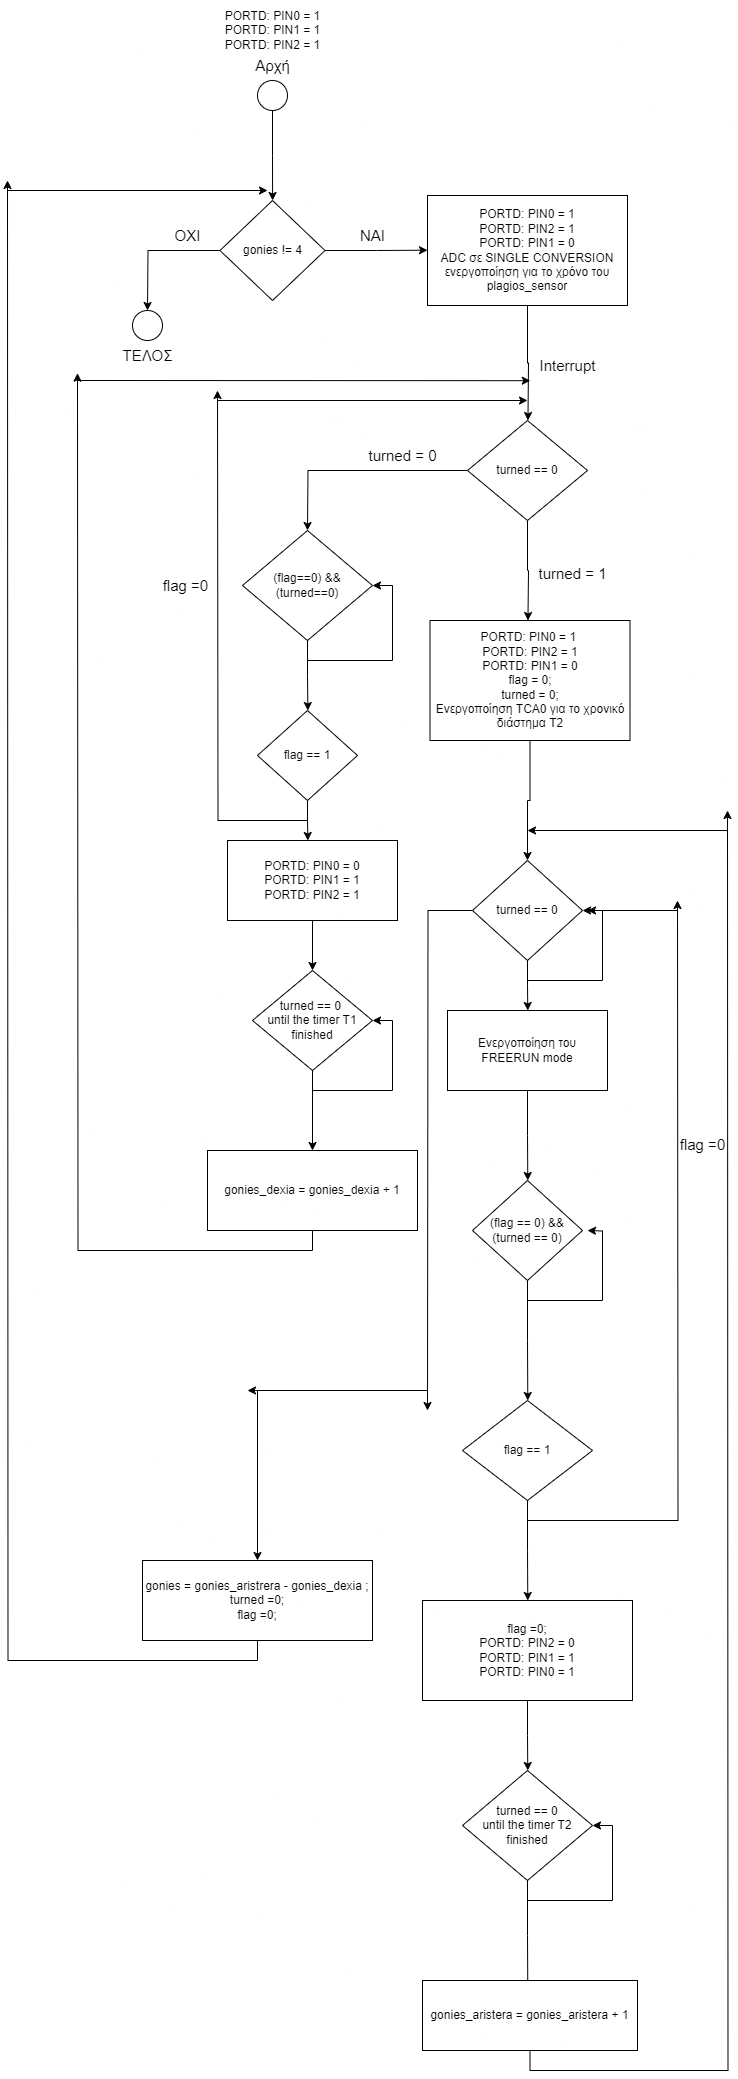 PORTD: PIN0 = 1
PORTD: PIN1 = 1
PORTD: PIN2 = 1
Αρχή
gonies != 4
ΟΧΙ
ΝΑΙ
ΤΕΛΟΣ
PORTD: PIN0 = 1
PORTD: PIN2 = 1
PORTD: PIN1 = 0
ADC σε SINGLE CONVERSION
ενεργοποίηση για το χρόνο του
plagios_sensor
Interrupt
turned == 0
turned = 0
turned = 1
(flag==0) &&
(turned==0)
flag =0
flag == 1
PORTD: PIN0 = 1
PORTD: PIN2 = 1
PORTD: PIN1 = 0
flag = 0;
turned = 0;
Ενεργοποίηση TCA0 για το χρονικό
διάστημα T2
PORTD: PIN0 = 0
PORTD: PIN1 = 1
PORTD: PIN2 = 1
turned == 0
until the timer T1
finished
gonies_dexia = gonies_dexia + 1
turned == 0
Ενεργοποίηση του
FREERUN mode
flag =0
(flag == 0) &&
(turned == 0)
flag == 1
gonies = gonies_aristrera - gonies_dexia ;
turned =0;
flag =0;
flag =0;
PORTD: PIN2 = 0
PORTD: PIN1 = 1
PORTD: PIN0 = 1
turned == 0
until the timer T2
finished
gonies_aristera = gonies_aristera + 1